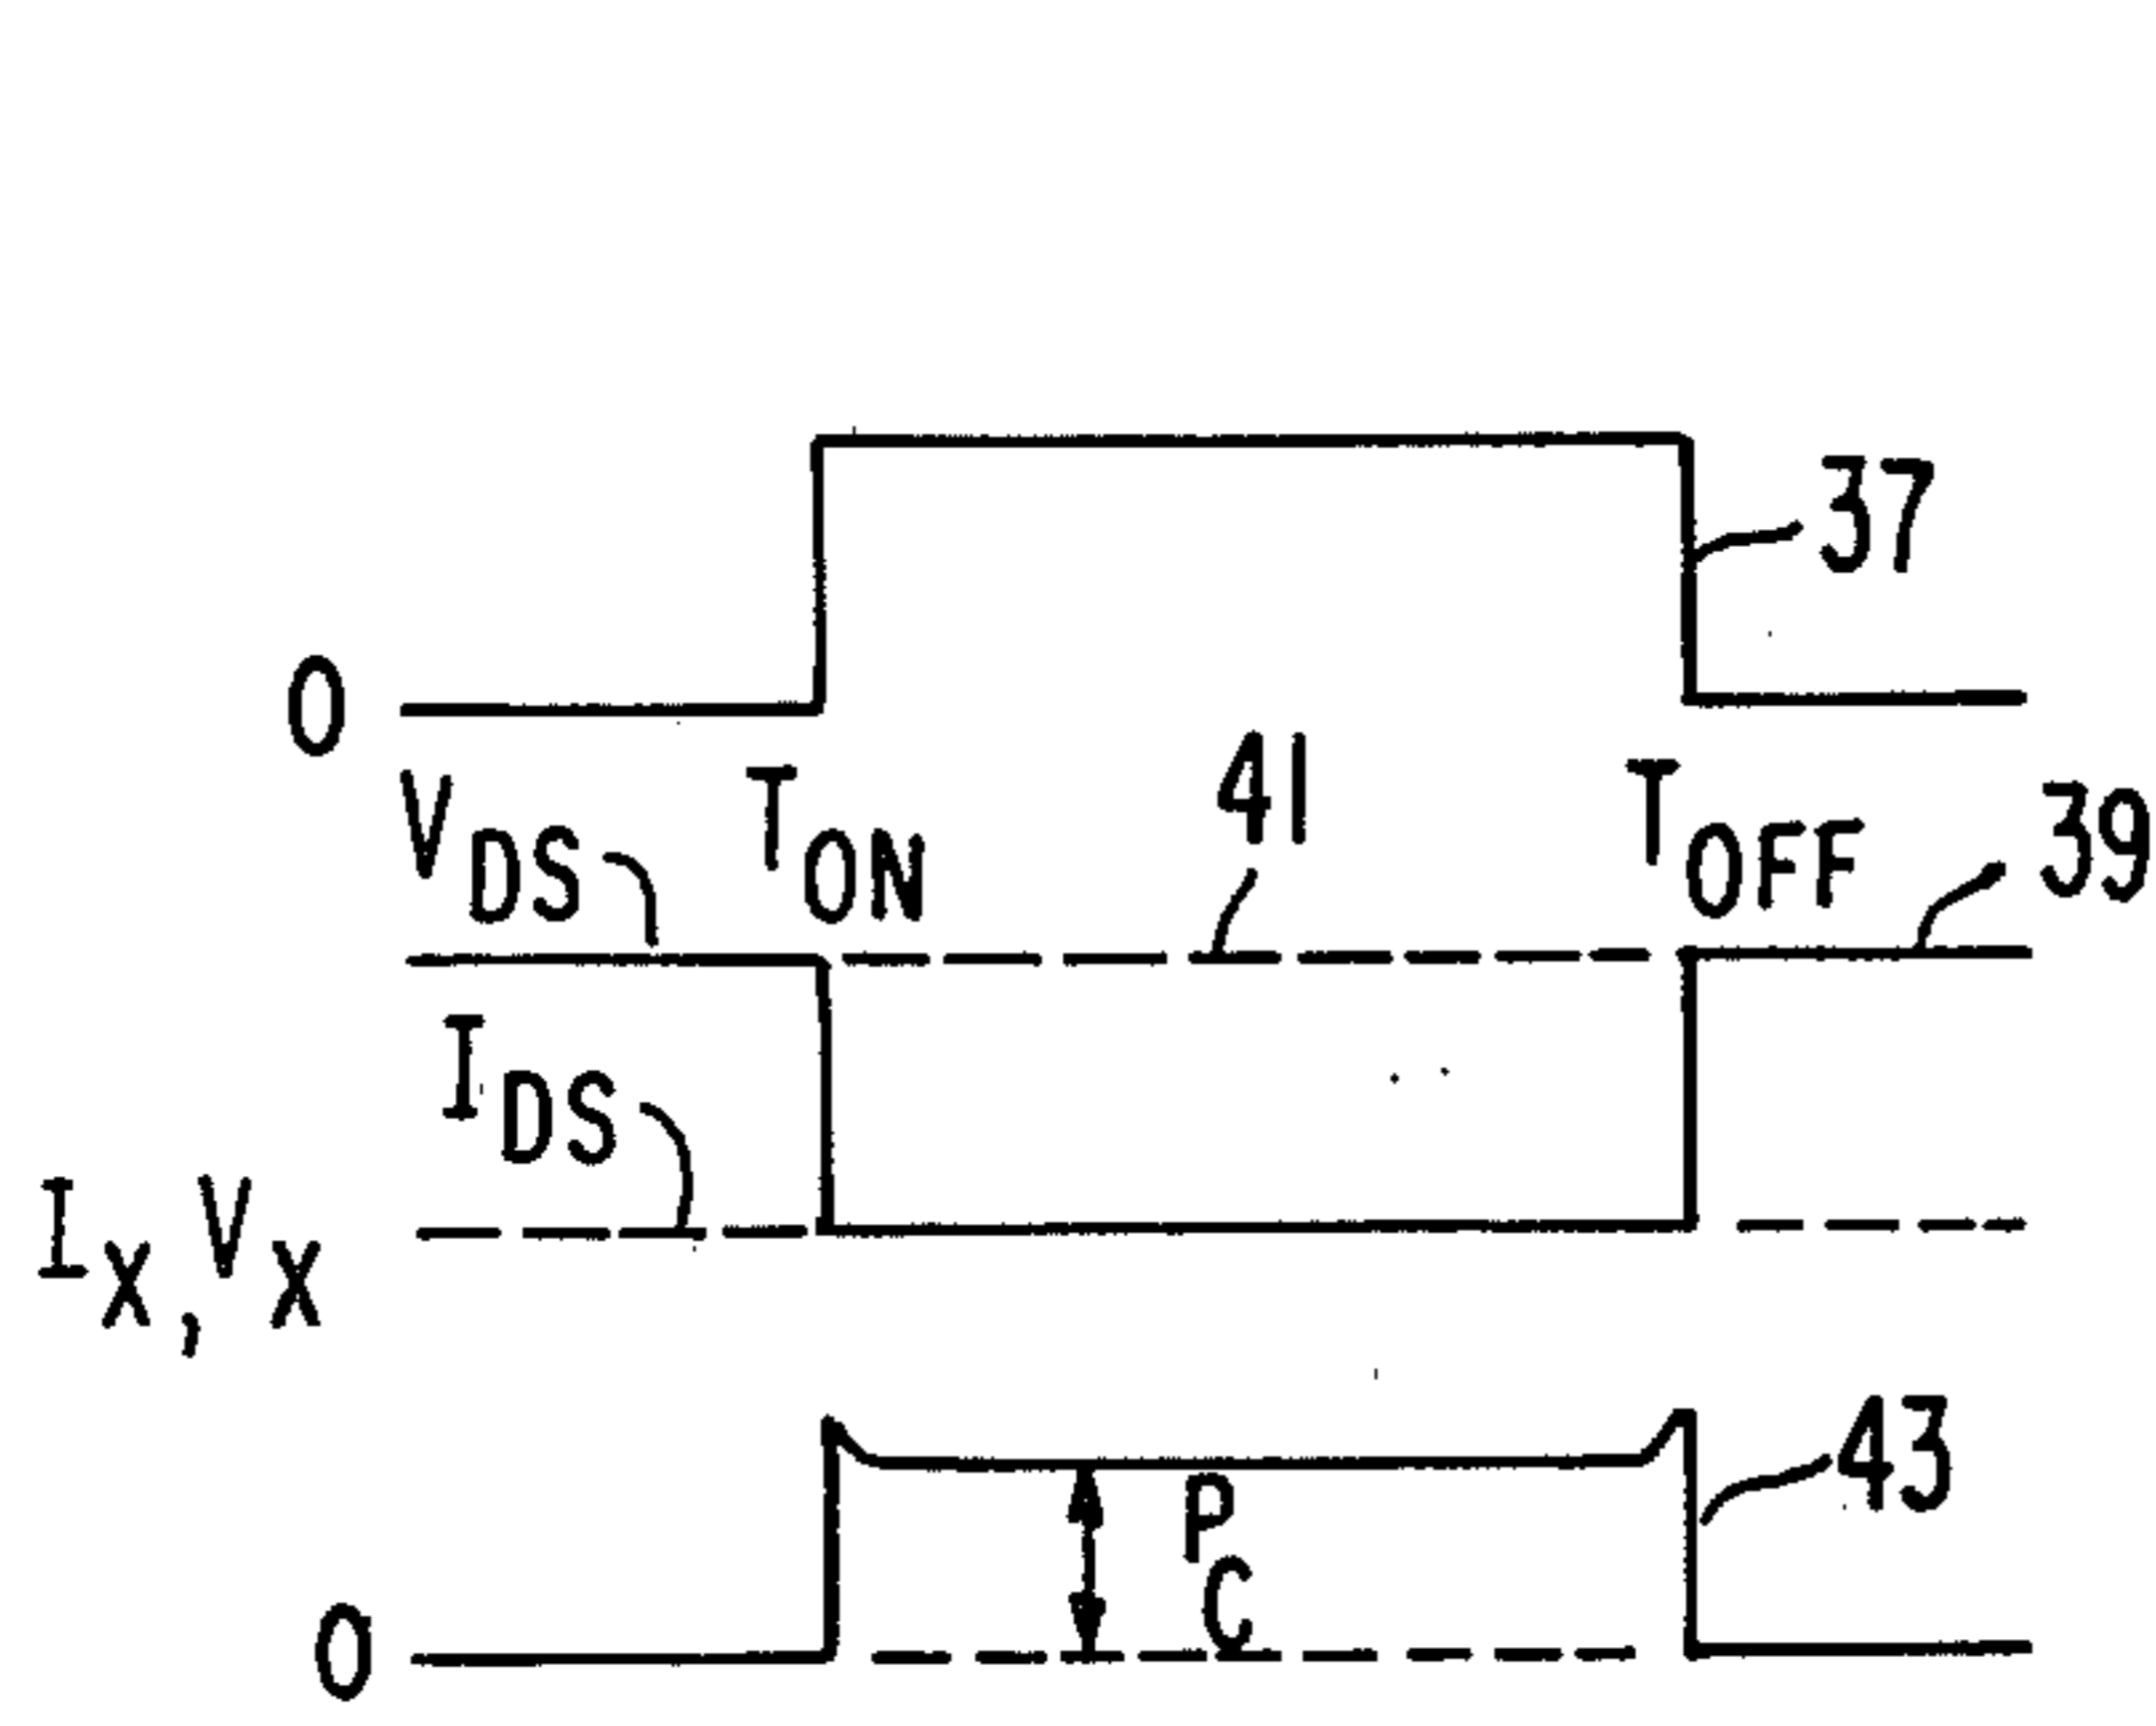 37
0
V_DS T_ON 41 T_OFF 39
I_DS
I_X, V_X
43
P_C
0